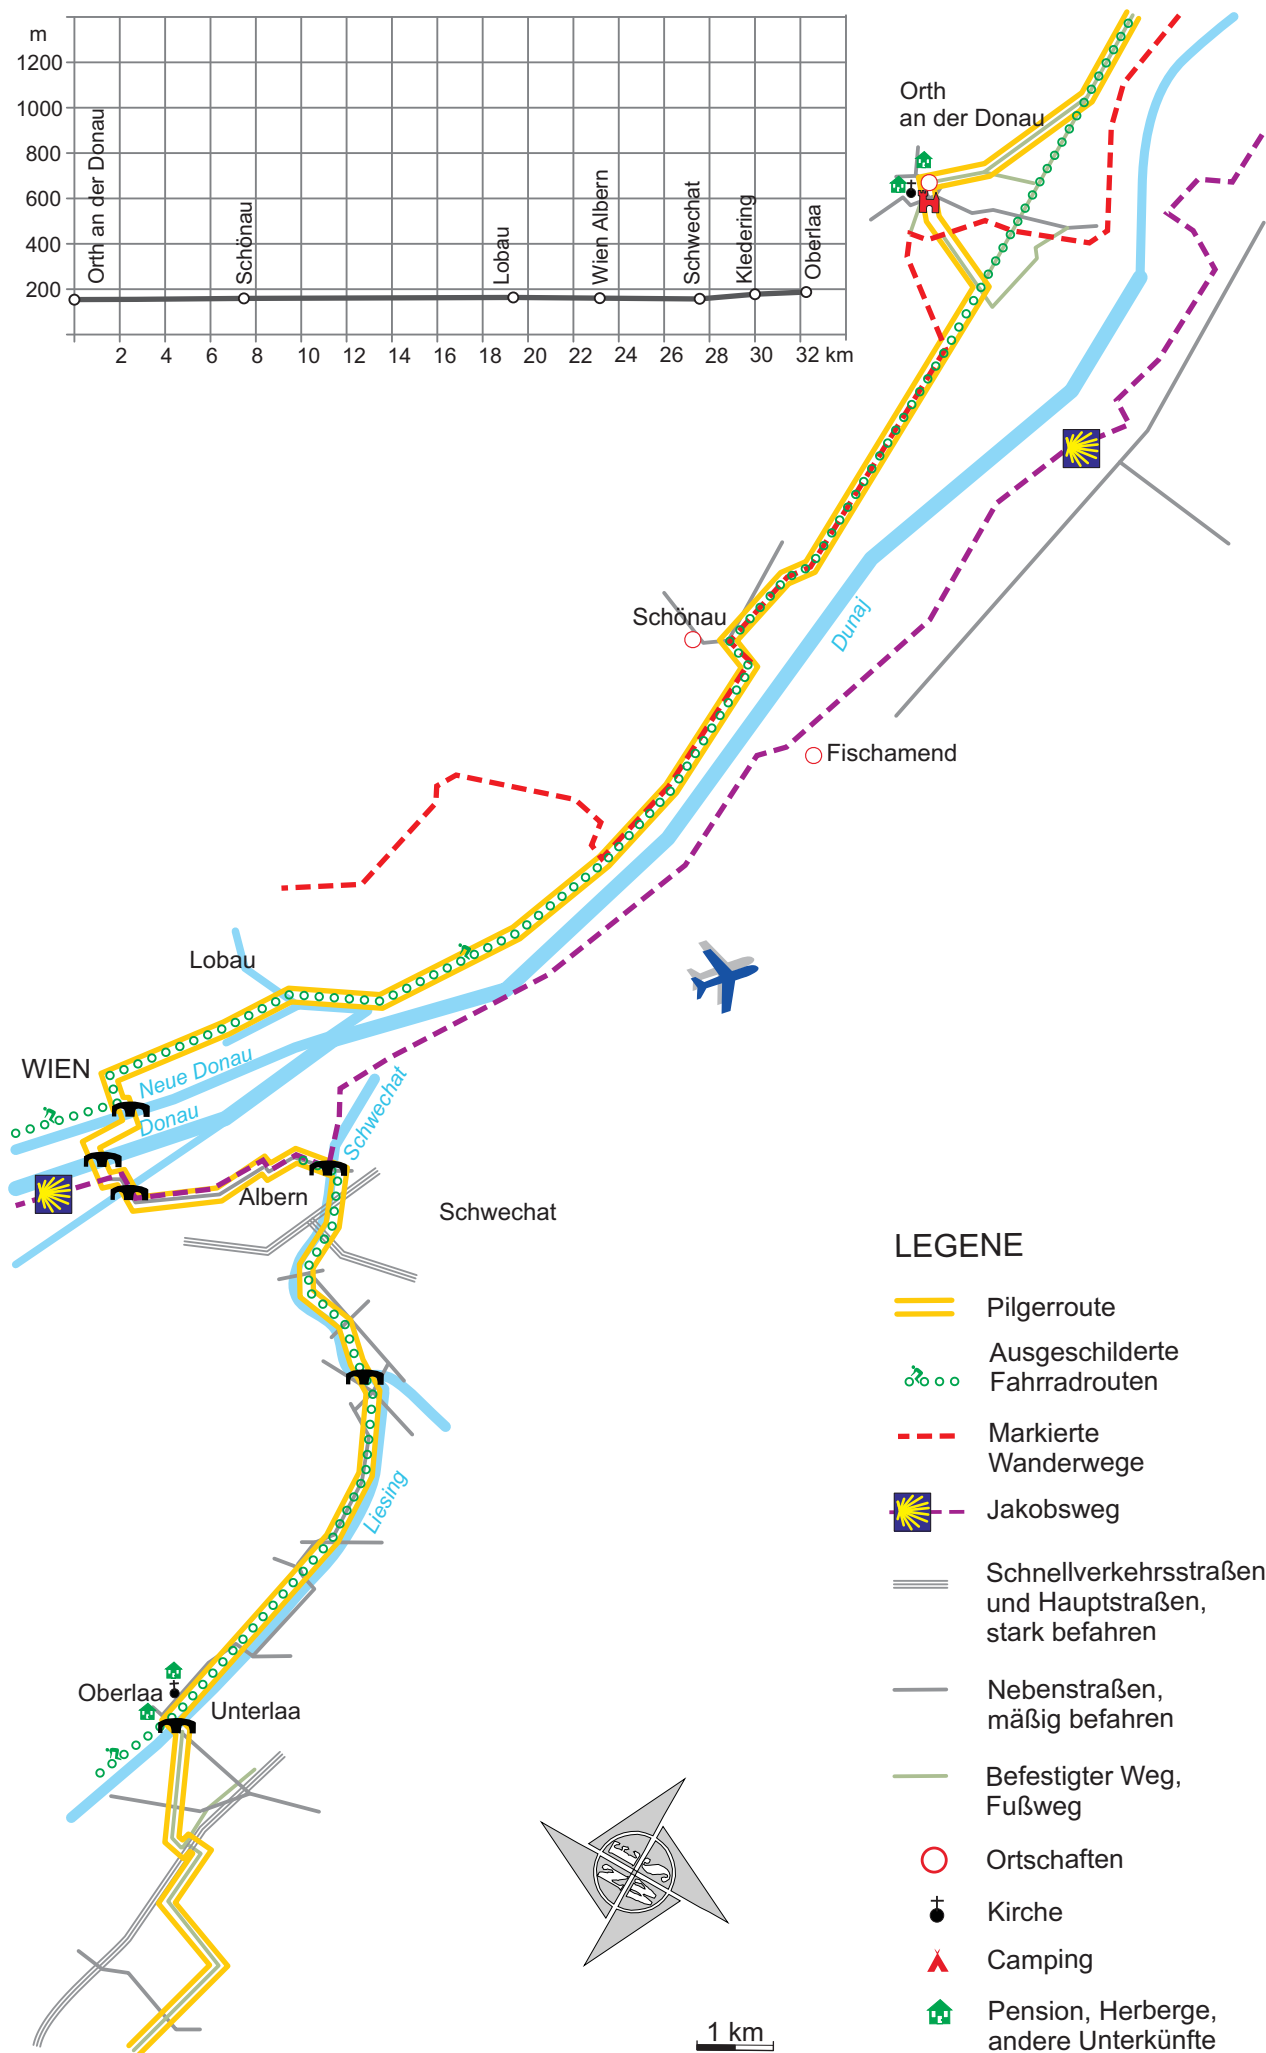 m
1200
1000
800
600
400
200
Orth an der Donau
Schönau
Lobau
Wien Albern
Schwechat
Kledering
Oberlaa
2 4 6 8 10 12 14 16 18 20 22 24 26 28 30 32 km
Orth
an der Donau
Schönau
Dunaj
Fischamend
Lobau
WIEN
Neue Donau
Donau
Schwechat
Albern
Schwechat
Liesing
Oberlaa
Unterlaa
N E
W S
1 km
LEGENE
Pilgerroute
Ausgeschilderte
Fahrradrouten
Markierte
Wanderwege
Jakobsweg
Schnellverkehrsstraßen
und Hauptstraßen,
stark befahren
Nebenstraßen,
mäßig befahren
Befestigter Weg,
Fußweg
Ortschaften
Kirche
Camping
Pension, Herberge,
andere Unterkünfte